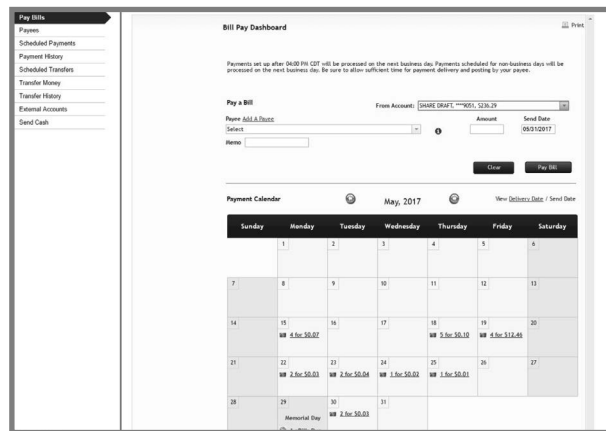 Pay Bills
Payees
Scheduled Payments
Payment History
Scheduled Transfers
Transfer Money
Transfer History
External Accounts
Send Cash
Bill Pay Dashboard
Print
Payments set up after 04:00 PM CDT will be processed on the next business day. Payments scheduled for non-business days will be
processed on the next business day. Be sure to allow sufficient time for payment delivery and posting by your payee.
Pay a Bill
From Account: SHARE DRAFT, ****9051, $236.29
Payee Add A Payee
Amount
Send Date
Select
05/31/2017
Memo
Clear
Pay Bill
Payment Calendar
May, 2017
View Delivery Date / Send Date
Sunday Monday Tuesday Wednesday Thursday Friday Saturday
1 2 3 4 5 6
7 8 9 10 11 12 13
14 15 16 17 18 19 20
4 for $0.07 5 for $0.10 4 for $12.46
21 22 23 24 25 26 27
2 for $0.03 2 for $0.04 1 for $0.02 1 for $0.01
28 29 30 31
Memorial Day 2 for $0.03